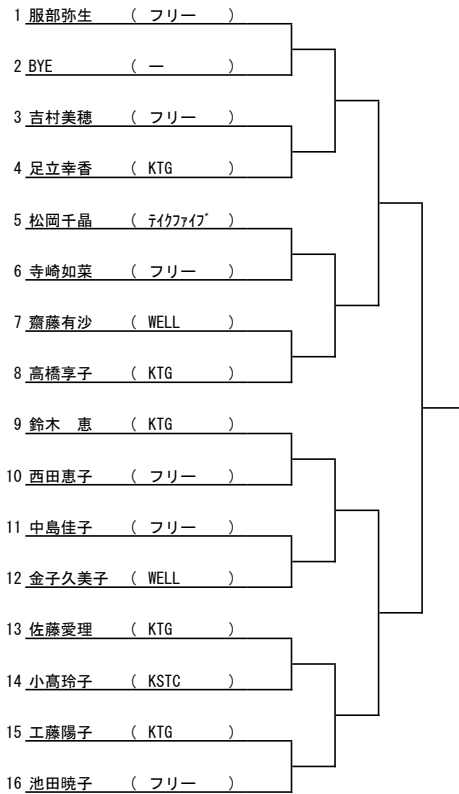 1 服部弥生 ( フリー )
2 BYE ( ー )
3 吉村美穂 ( フリー )
4 足立幸香 ( KTG )
5 松岡千晶 ( ﾃｲｸﾌｧｲﾌﾞ )
6 寺崎如菜 ( フリー )
7 齋藤有沙 ( WELL )
8 高橋享子 ( KTG )
9 鈴木　恵 ( KTG )
10 西田恵子 ( フリー )
11 中島佳子 ( フリー )
12 金子久美子 ( WELL )
13 佐藤愛理 ( KTG )
14 小髙玲子 ( KSTC )
15 工藤陽子 ( KTG )
16 池田暁子 ( フリー )